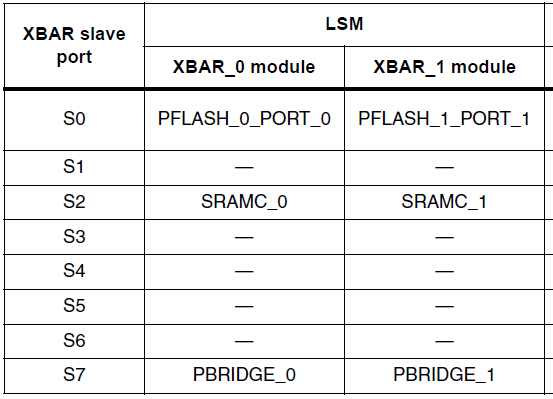 XBAR slave port LSM
XBAR_0 module XBAR_1 module
S0 PFLASH_0_PORT_0 PFLASH_1_PORT_1
S1 — —
S2 SRAMC_0 SRAMC_1
S3 — —
S4 — —
S5 — —
S6 — —
S7 PBRIDGE_0 PBRIDGE_1